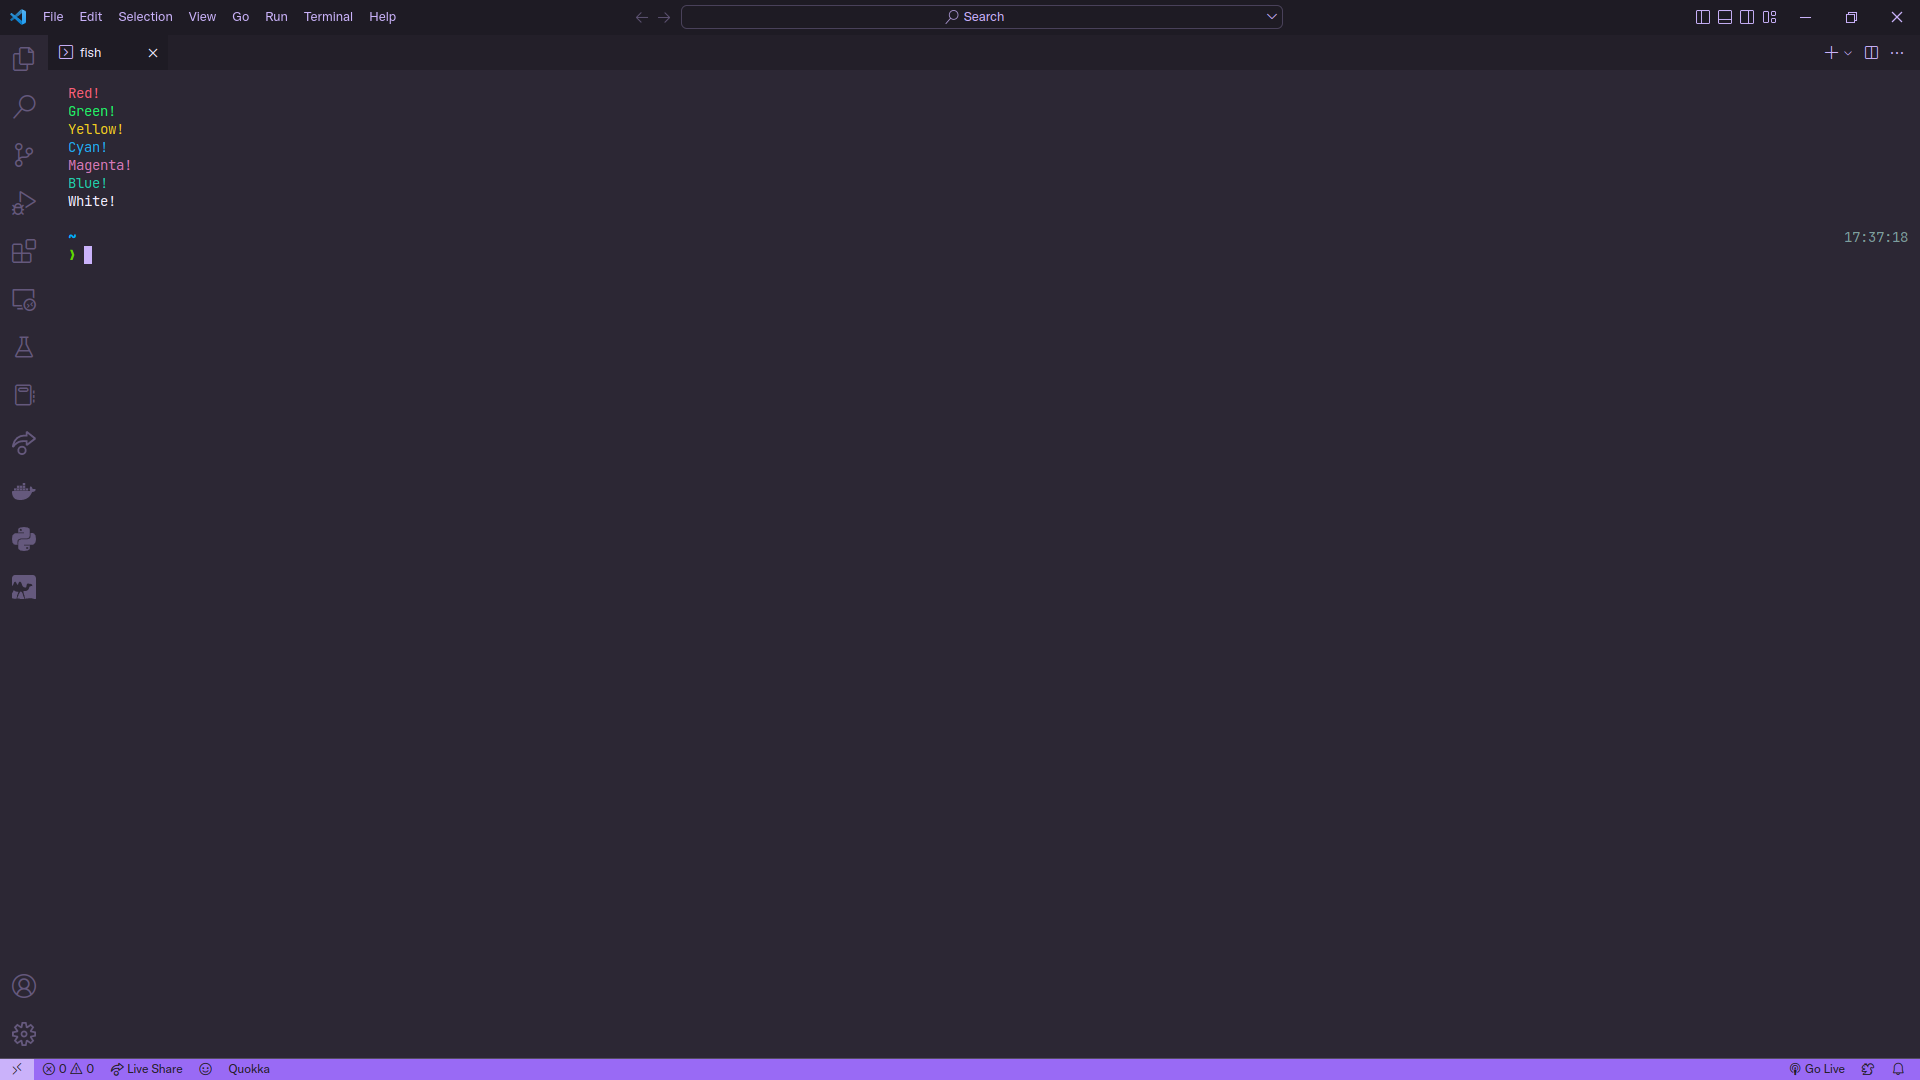 File Edit Selection View Go Run Terminal Help
Search
fish
Red!
Green!
Yellow!
Cyan!
Magenta!
Blue!
White!
~ 17:37:18
❯
0 0 Live Share Quokka Go Live